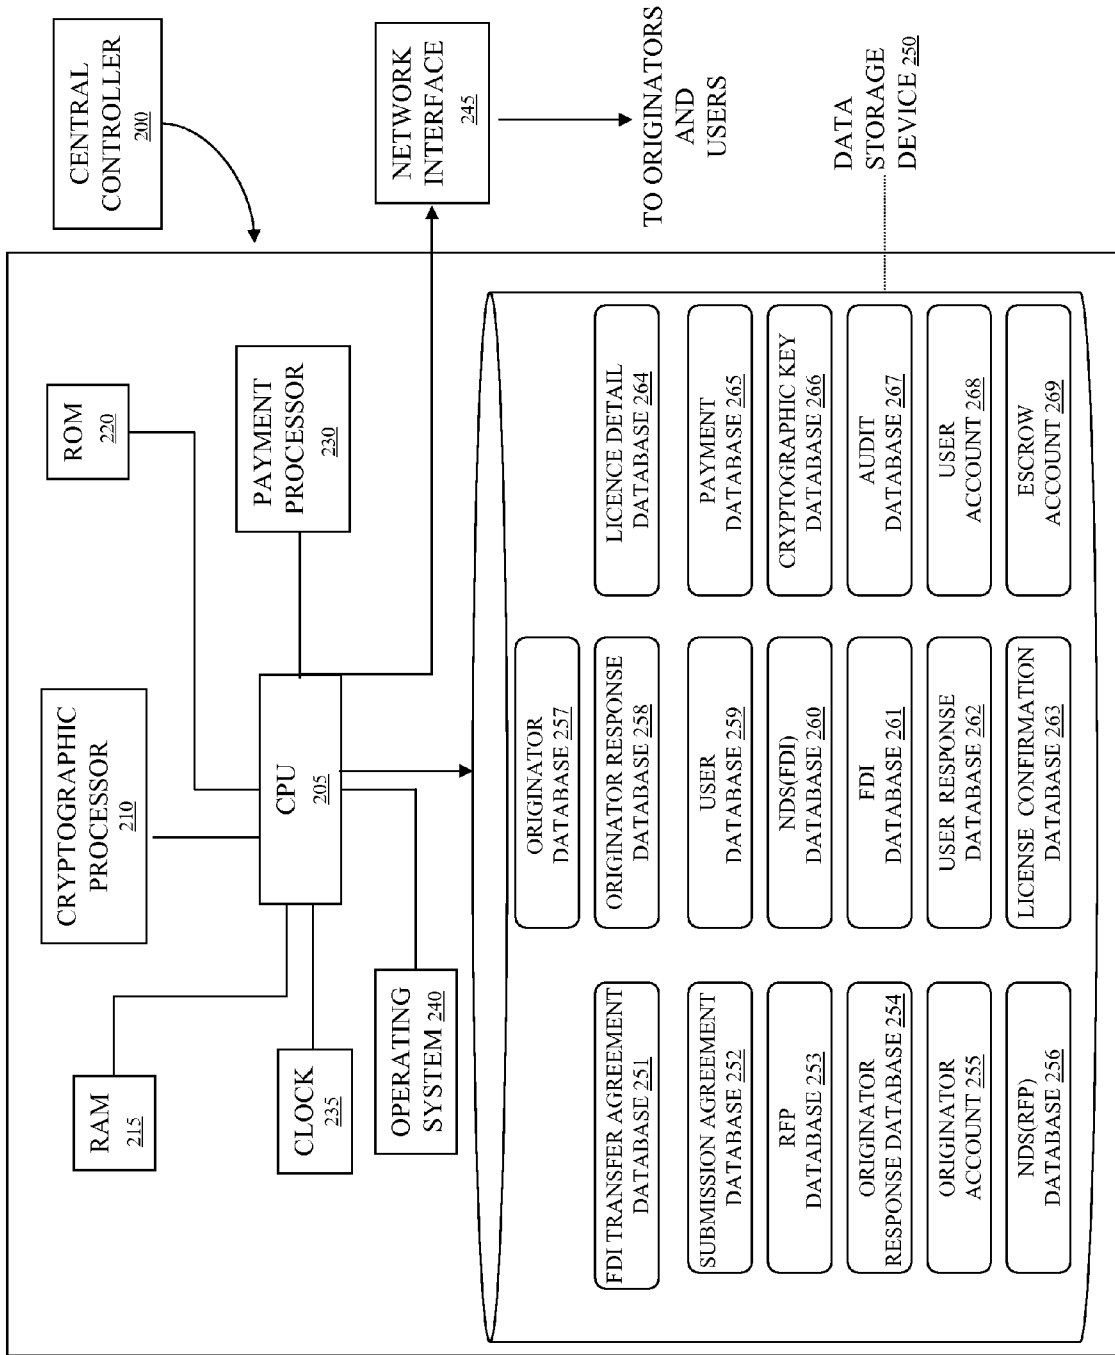 CENTRAL
CONTROLLER
200
ROM
220
CRYPTOGRAPHIC
PROCESSOR
210
RAM
215
PAYMENT
PROCESSOR
230
NETWORK
INTERFACE
245
CPU
205
CLOCK
235
OPERATING
SYSTEM 240
TO ORIGINATORS
AND
USERS
DATA
STORAGE
DEVICE 250
FDI TRANSFER AGREEMENT
DATABASE 251
SUBMISSION AGREEMENT
DATABASE 252
RFP
DATABASE 253
ORIGINATOR
RESPONSE DATABASE 254
ORIGINATOR
ACCOUNT 255
NDS(RFP)
DATABASE 256
ORIGINATOR
DATABASE 257
ORIGINATOR RESPONSE
DATABASE 258
USER
DATABASE 259
NDS(FDI)
DATABASE 260
FDI
DATABASE 261
USER RESPONSE
DATABASE 262
LICENSE CONFIRMATION
DATABASE 263
LICENCE DETAIL
DATABASE 264
PAYMENT
DATABASE 265
CRYPTOGRAPHIC KEY
DATABASE 266
AUDIT
DATABASE 267
USER
ACCOUNT 268
ESCROW
ACCOUNT 269